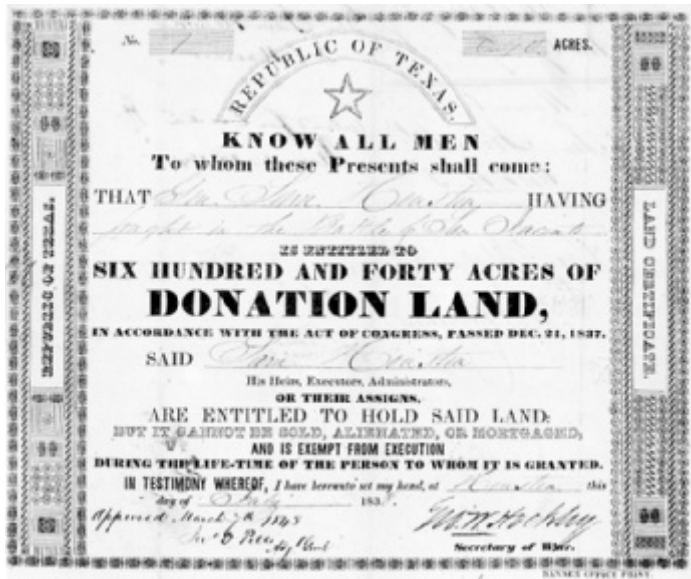 No. ACRES.
REPUBLIC OF TEXAS.
KNOW ALL MEN
To whom these Presents shall come:
THAT Gen. Sam. Houston HAVING
fought in the Battle of San Jacinto
IS ENTITLED TO
SIX HUNDRED AND FORTY ACRES OF
DONATION LAND,
IN ACCORDANCE WITH THE ACT OF CONGRESS, PASSED DEC. 21, 1837.
SAID Sam Houston
His Heirs, Executors, Administrators,
OR THEIR ASSIGNS,
ARE ENTITLED TO HOLD SAID LAND;
BUT IT CANNOT BE SOLD, ALIENATED, OR MORTGAGED,
AND IS EXEMPT FROM EXECUTION
DURING THE LIFE-TIME OF THE PERSON TO WHOM IT IS GRANTED.
IN TESTIMONY WHEREOF, I have hereunto set my hand, at Houston this
day of July 183
Approved March 7th
Geo. W. Hockley
Secretary of War.
BANNER OFFICE PRINT.
REPUBLIC OF TEXAS.
LAND CERTIFICATE.